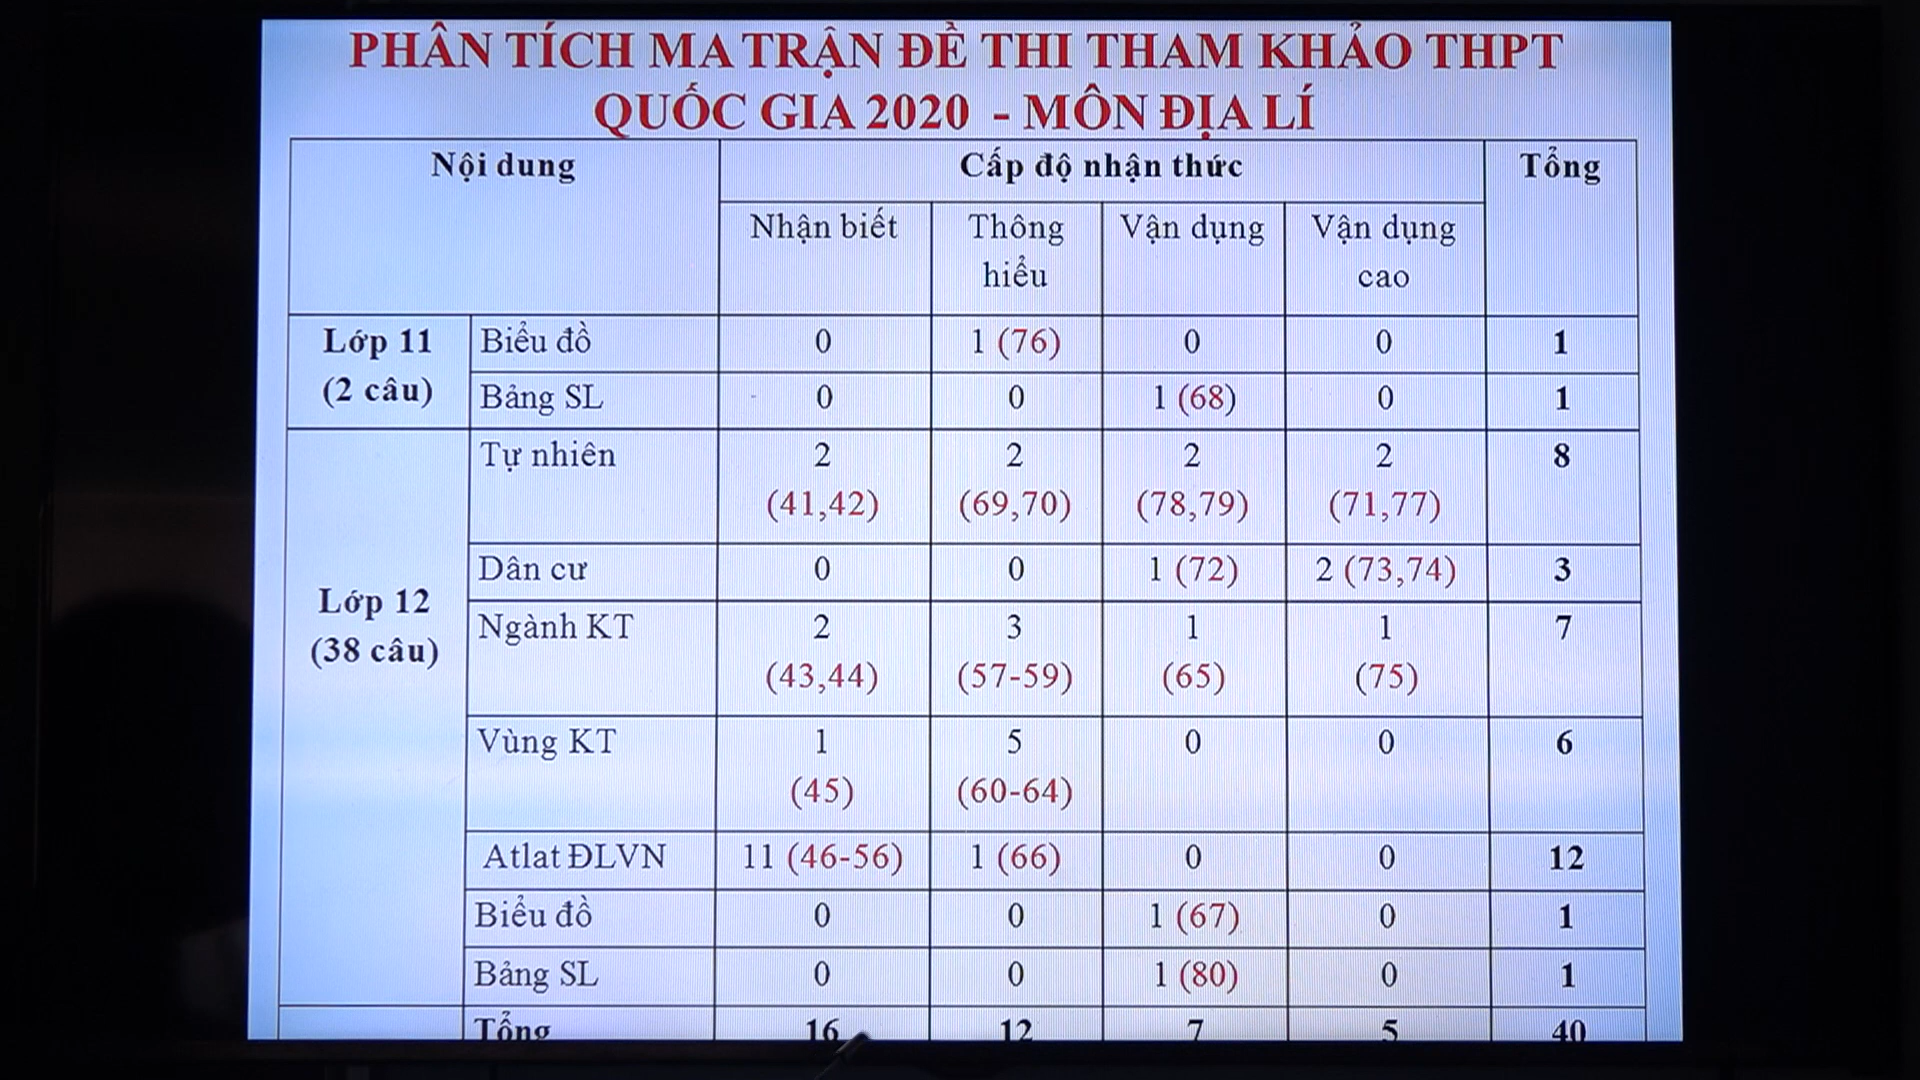 PHÂN TÍCH MA TRẬN ĐỀ THI THAM KHẢO THPT
QUỐC GIA 2020 - MÔN ĐỊA LÍ
Nội dung Cấp độ nhận thức Tổng
Nhận biết Thông hiểu Vận dụng Vận dụng cao
Lớp 11 (2 câu) Biểu đồ 0 1 (76) 0 0 1
Bảng SL 0 0 1 (68) 0 1
Lớp 12 (38 câu) Tự nhiên 2 (41,42) 2 (69,70) 2 (78,79) 2 (71,77) 8
Dân cư 0 0 1 (72) 2 (73,74) 3
Ngành KT 2 (43,44) 3 (57-59) 1 (65) 1 (75) 7
Vùng KT 1 (45) 5 (60-64) 0 0 6
Atlat ĐLVN 11 (46-56) 1 (66) 0 0 12
Biểu đồ 0 0 1 (67) 0 1
Bảng SL 0 0 1 (80) 0 1
Tổng 16 12 7 5 40